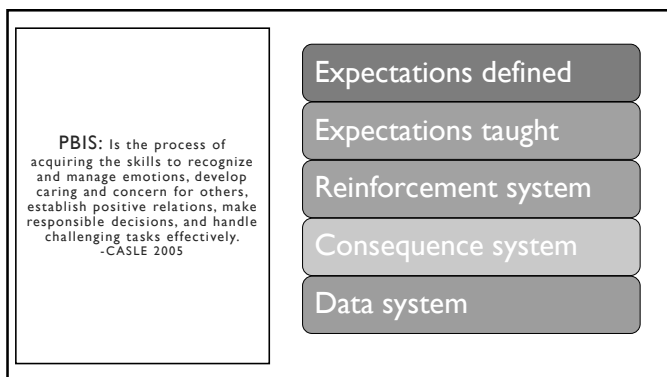 PBIS: Is the process of
acquiring the skills to recognize
and manage emotions, develop
caring and concern for others,
establish positive relations, make
responsible decisions, and handle
challenging tasks effectively.
-CASLE 2005
Expectations defined
Expectations taught
Reinforcement system
Consequence system
Data system